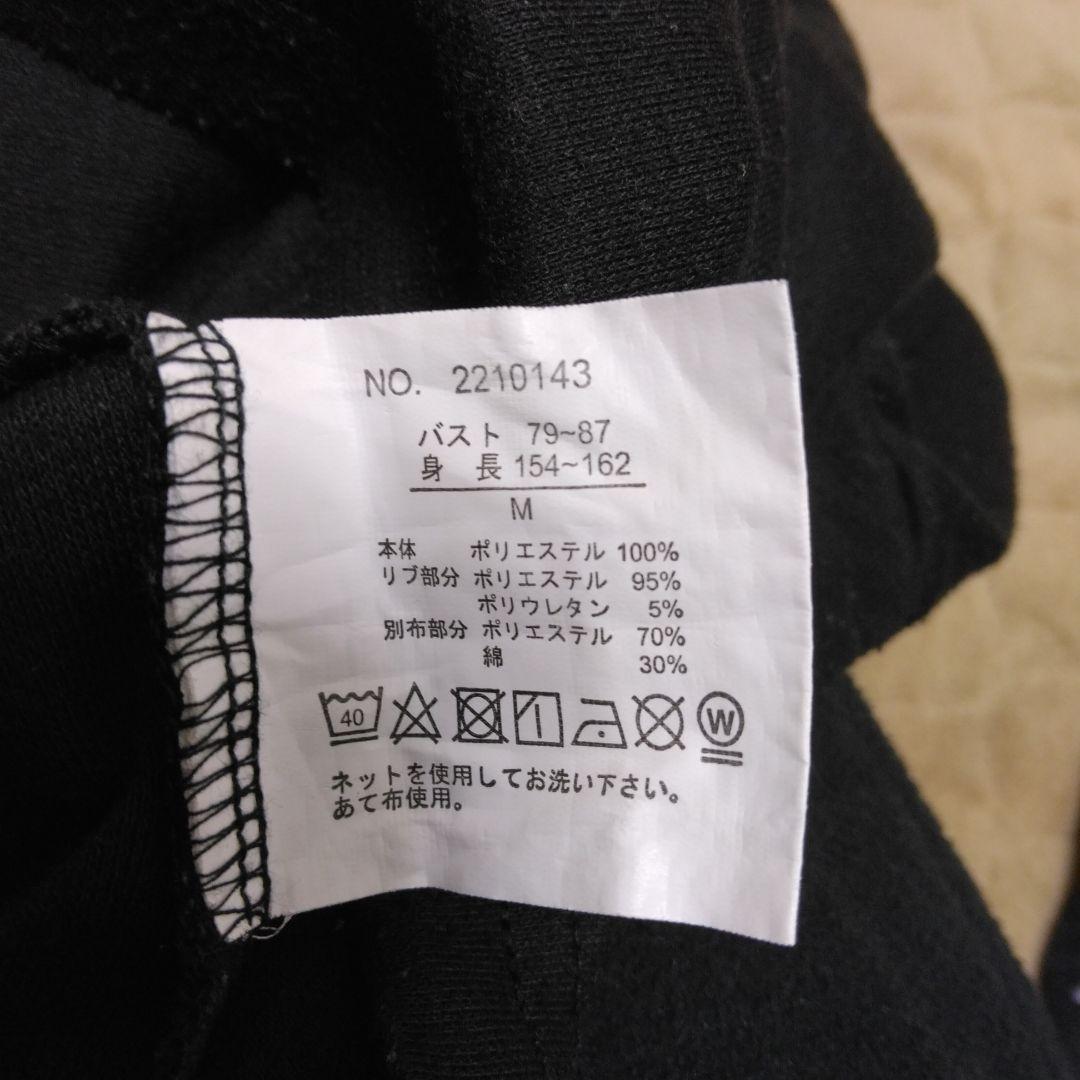 NO. 2210143
バスト 79~87
身 長 154~162
M
本体 ポリエステル 100%
リブ部分 ポリエステル 95%
ポリウレタン 5%
別布部分 ポリエステル 70%
綿 30%
40 W
ネットを使用してお洗い下さい。
あて布使用。